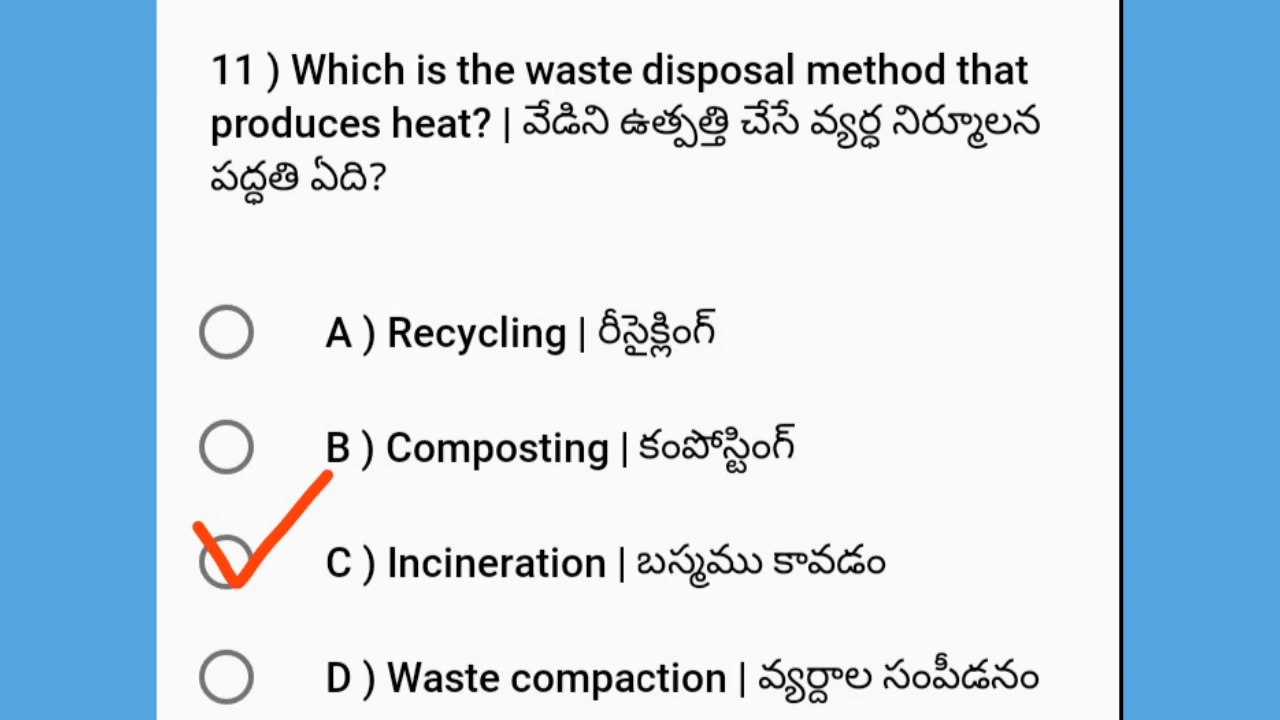 11 ) Which is the waste disposal method that
produces heat? | వేడిని ఉత్పత్తి చేసే వ్యర్ధ నిర్మూలన
పద్ధతి ఏది?
A ) Recycling | రీసైక్లింగ్
B ) Composting | కంపోస్టింగ్
C ) Incineration | బస్మము కావడం
D ) Waste compaction | వ్యర్దాల సంపీడనం